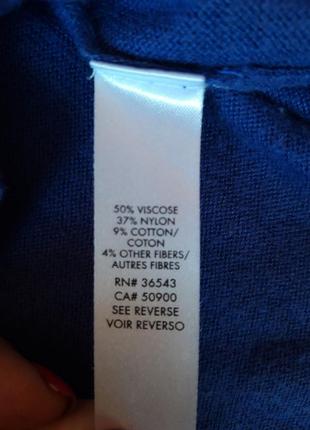 50% VISCOSE
37% NYLON
9% COTTON/
COTON
4% OTHER FIBERS/
AUTRES FIBRES
RN# 36543
CA# 50900
SEE REVERSE
VOIR REVERSO